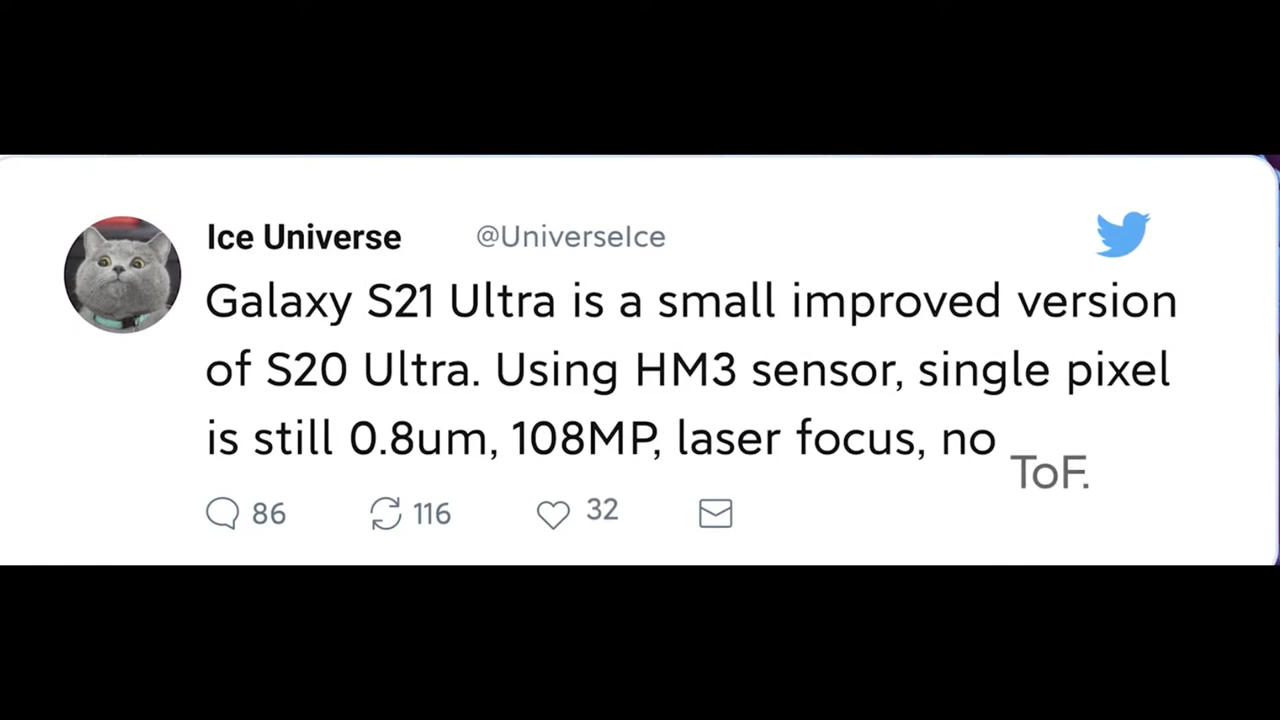 Ice Universe @UniverseIce
Galaxy S21 Ultra is a small improved version
of S20 Ultra. Using HM3 sensor, single pixel
is still 0.8um, 108MP, laser focus, no
ToF.
86 116 32